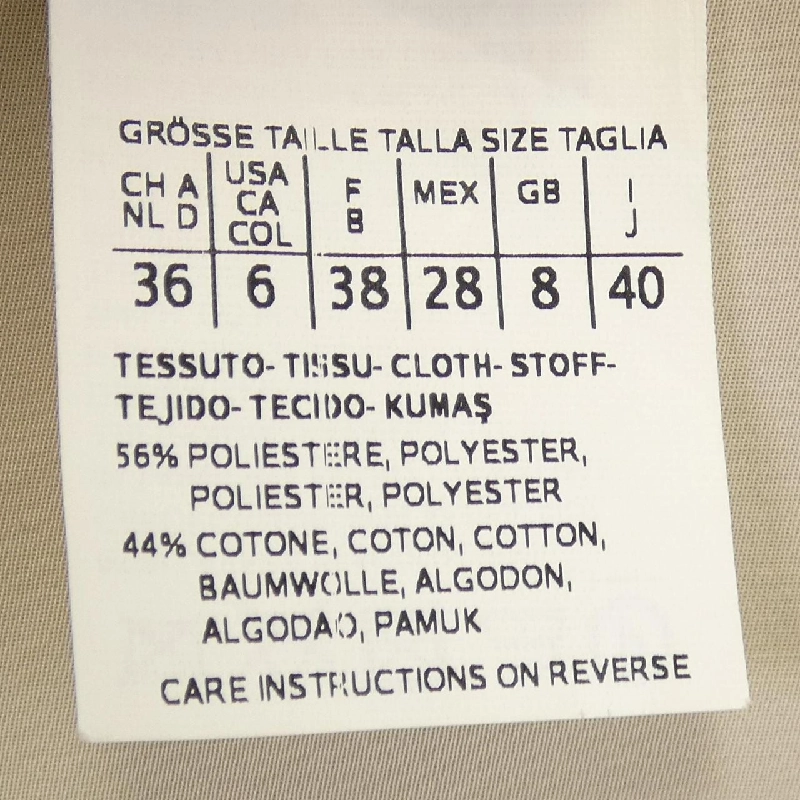 GRÖSSE TAILLE TALLA SIZE TAGLIA
CH A USA F MEX GB I
NL D CA B J
COL
36 6 38 28 8 40
TESSUTO- TISSU- CLOTH- STOFF-
TEJIDO- TECIDO- KUMAŞ
56% POLIESTERE, POLYESTER,
POLIESTER, POLYESTER
44% COTONE, COTON, COTTON,
BAUMWOLLE, ALGODON,
ALGODAO, PAMUK
CARE INSTRUCTIONS ON REVERSE